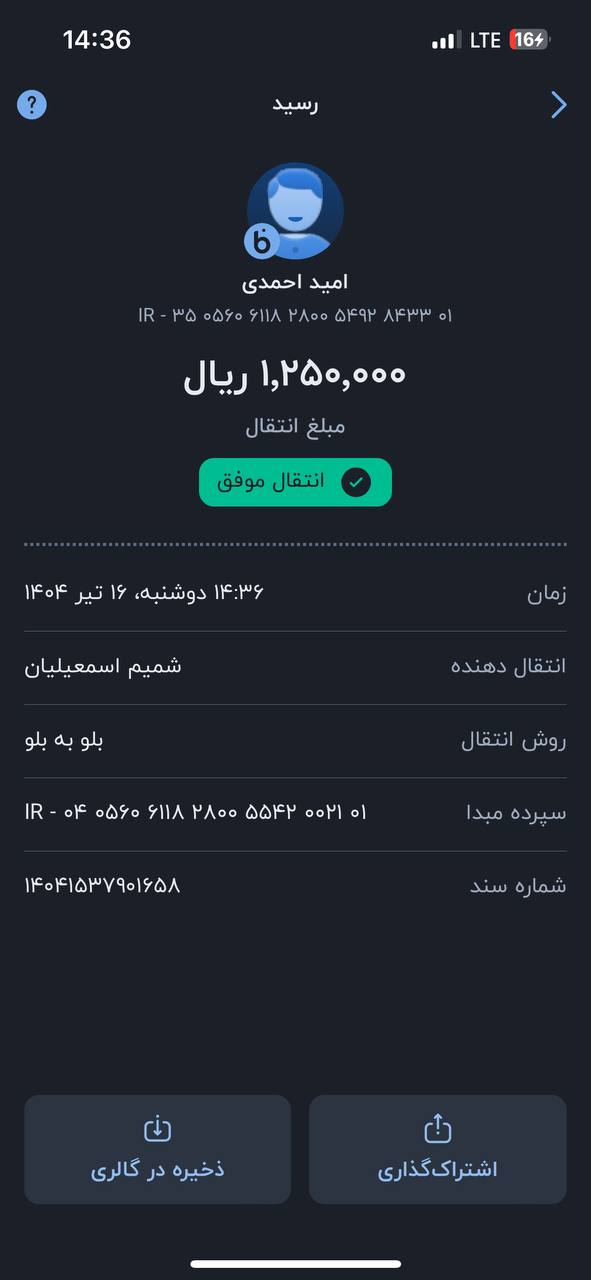 14:36
LTE
16
رسید
امید احمدی
IR - ۳۵ ۰۵۶۰ ۶۱۱۸ ۲۸۰۰ ۵۴۹۲ ۸۴۳۳ ۰۱
۱,۲۵۰,۰۰۰ ریال
مبلغ انتقال
انتقال موفق
زمان
۱۴:۳۶ دوشنبه، ۱۶ تیر ۱۴۰۴
انتقال دهنده
شمیم اسمعیلیان
روش انتقال
بلو به بلو
سپرده مبدا
IR - ۰۴ ۰۵۶۰ ۶۱۱۸ ۲۸۰۰ ۵۵۴۲ ۰۰۲۱ ۰۱
شماره سند
۱۴۰۴۱۵۳۷۹۰۱۶۵۸
اشتراک‌گذاری
ذخیره در گالری